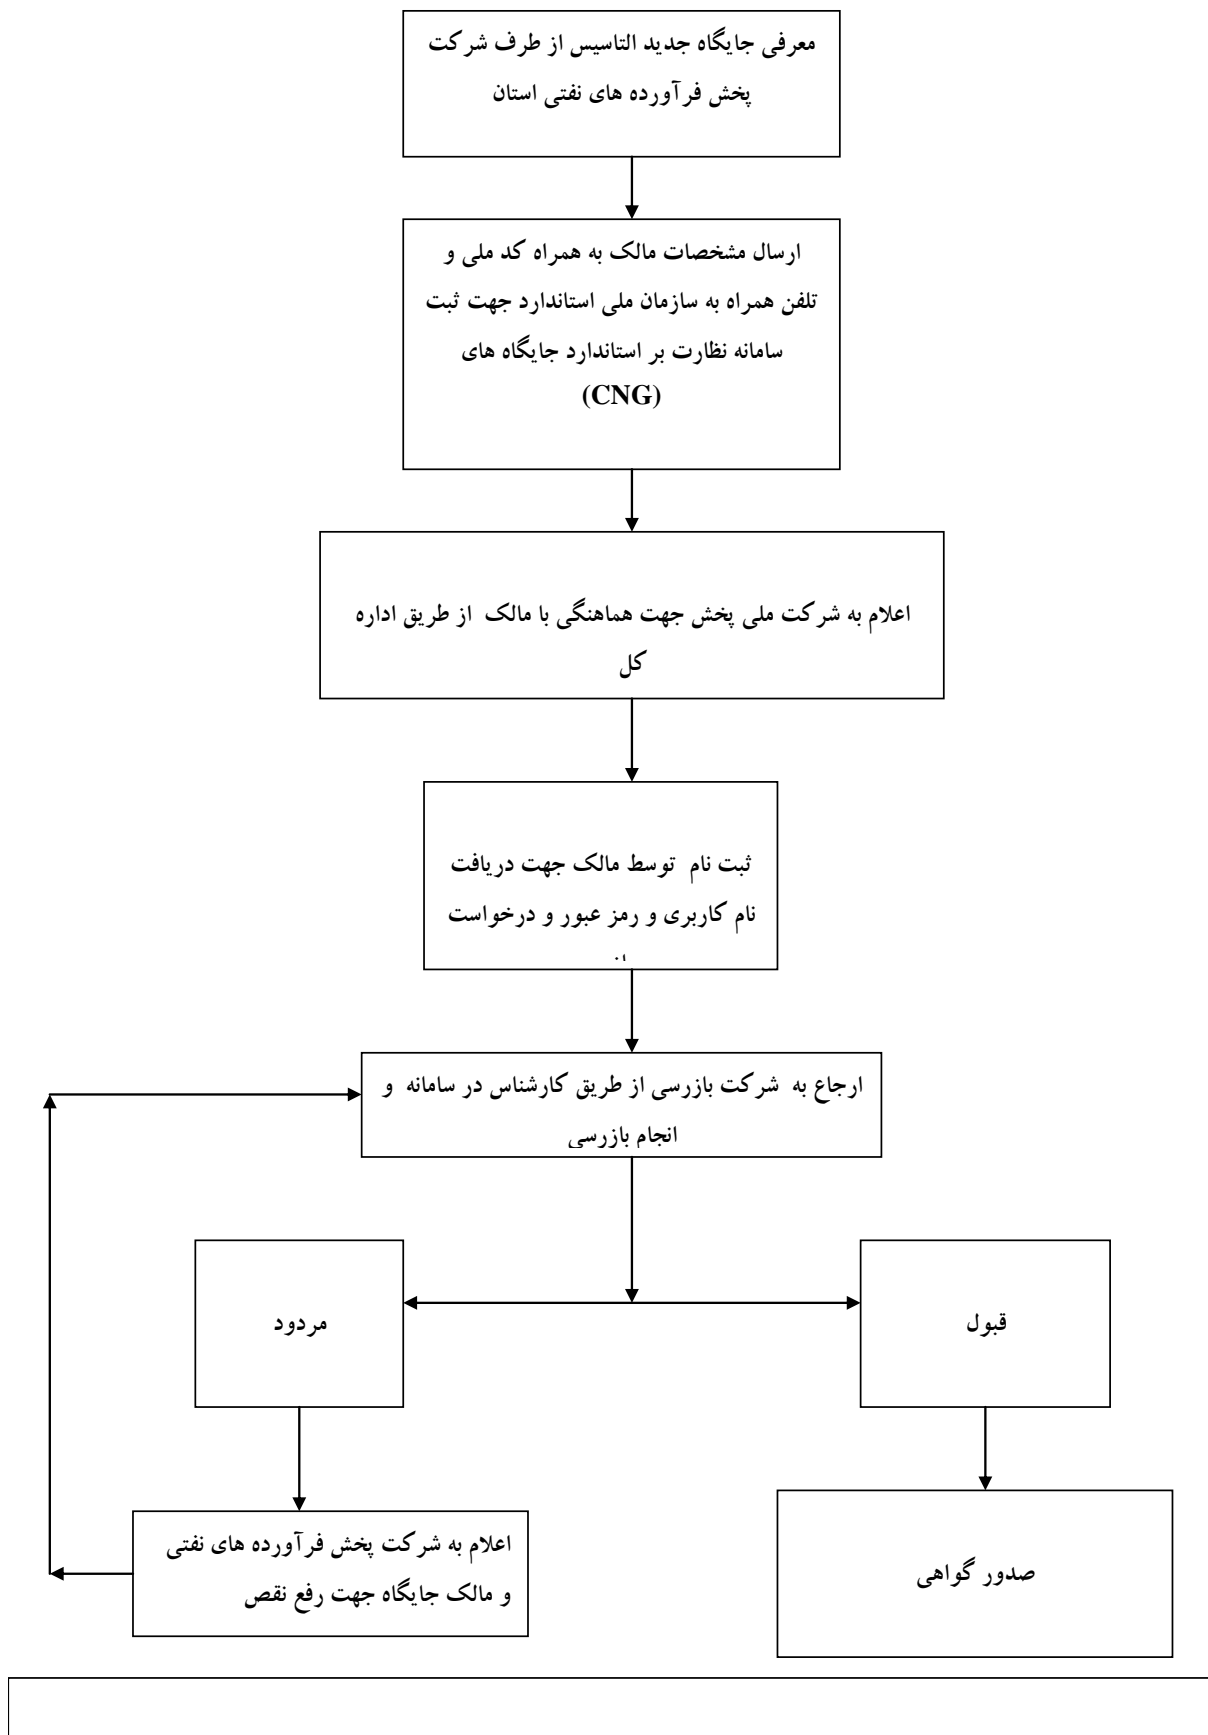 معرفی جایگاه جدید التاسیس از طرف شرکت
پخش فرآورده های نفتی استان
ارسال مشخصات مالک به همراه کد ملی و
تلفن همراه به سازمان ملی استاندارد جهت ثبت
سامانه نظارت بر استاندارد جایگاه های
(CNG)
اعلام به شرکت ملی پخش جهت هماهنگی با مالک از طریق اداره
کل
ثبت نام توسط مالک جهت دریافت
نام کاربری و رمز عبور و درخواست
ارجاع به شرکت بازرسی از طریق کارشناس در سامانه و
انجام بازرسی
قبول
مردود
صدور گواهی
اعلام به شرکت پخش فرآورده های نفتی
و مالک جایگاه جهت رفع نقص